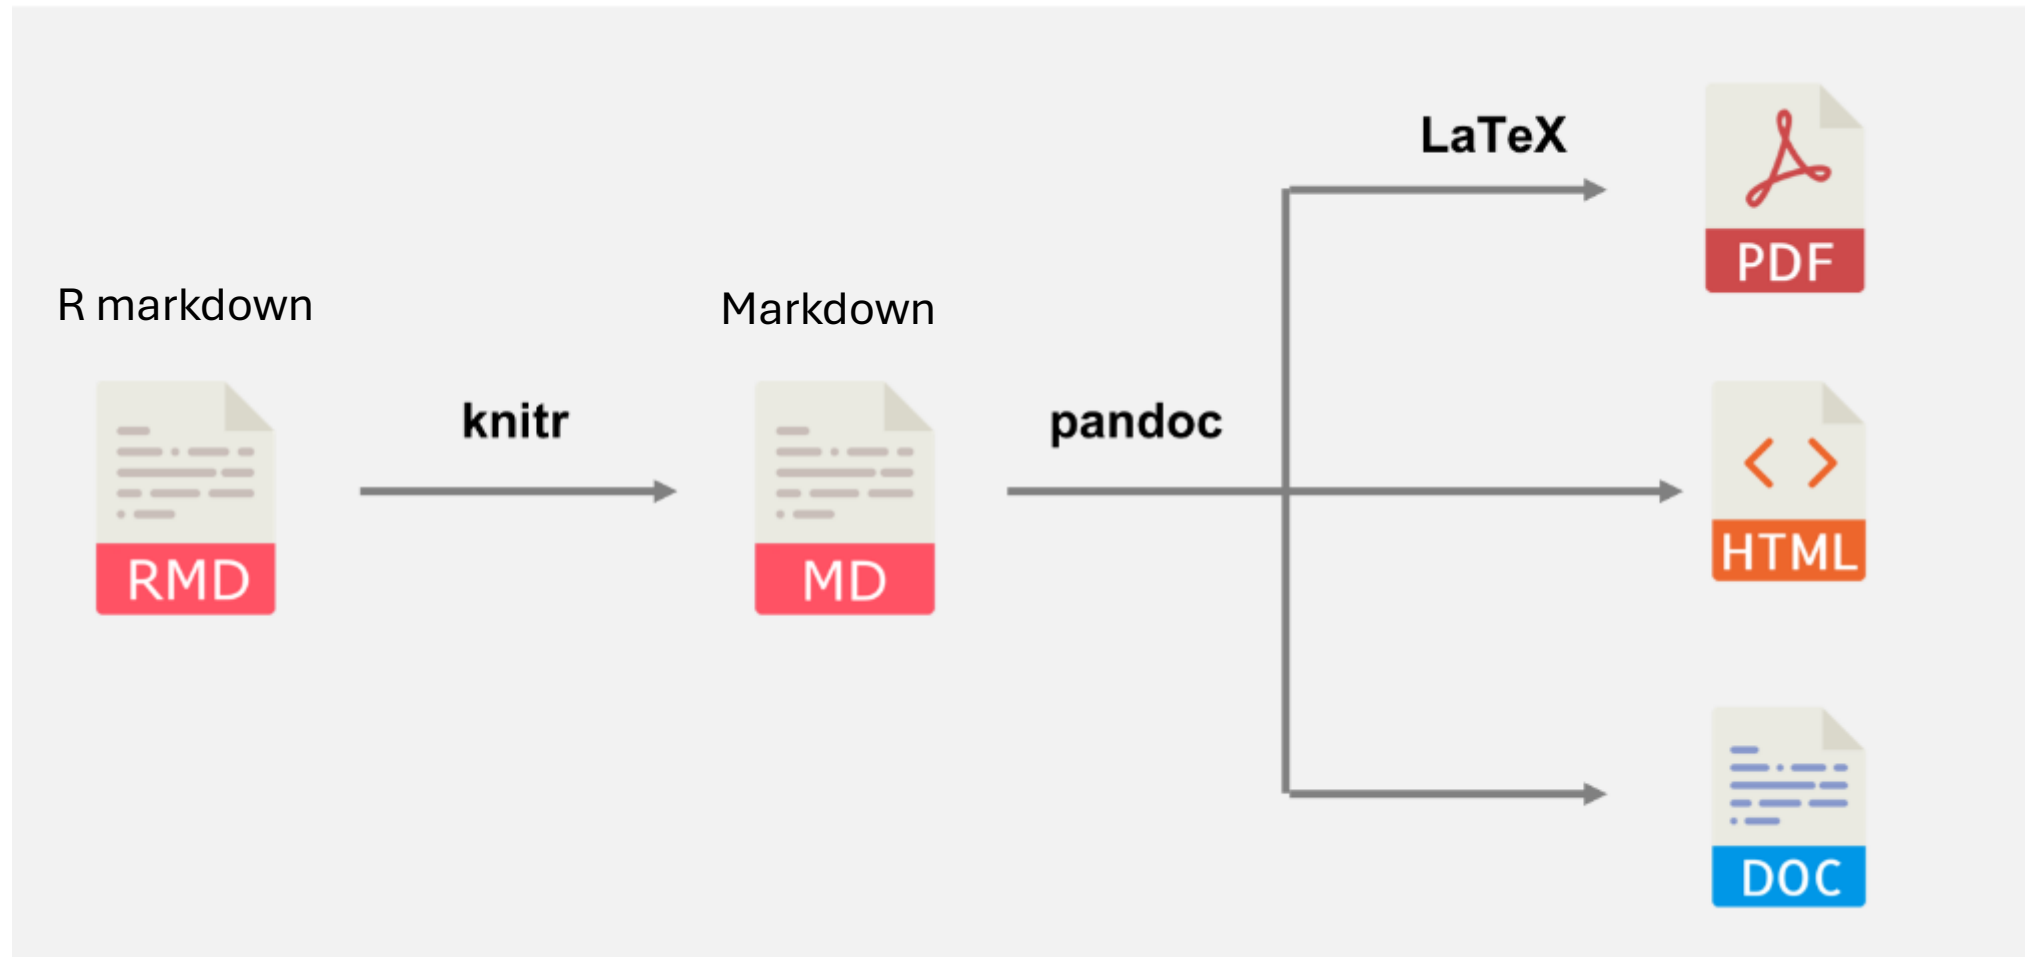 R markdown
RMD
knitr
Markdown
MD
pandoc
LaTeX
PDF
HTML
DOC